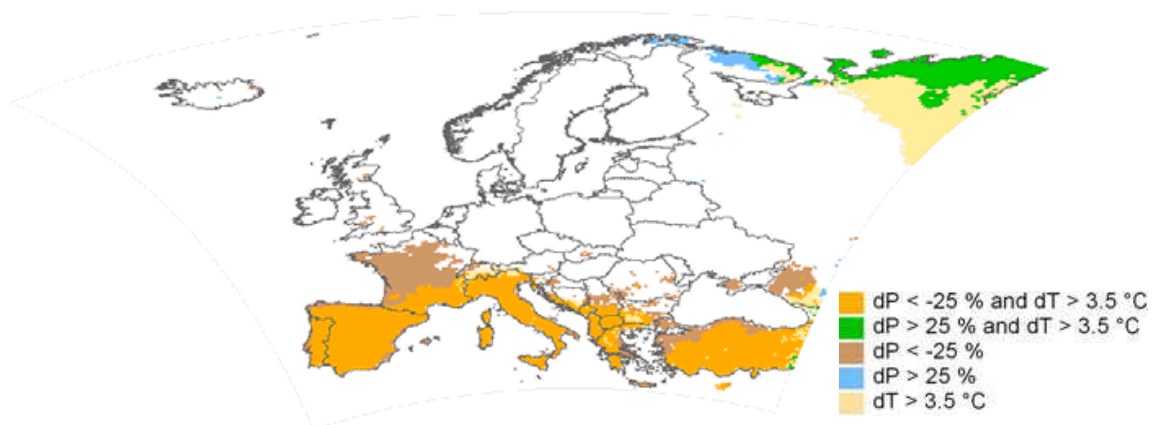 dP < -25 % and dT > 3.5 °C
dP > 25 % and dT > 3.5 °C
dP < -25 %
dP > 25 %
dT > 3.5 °C